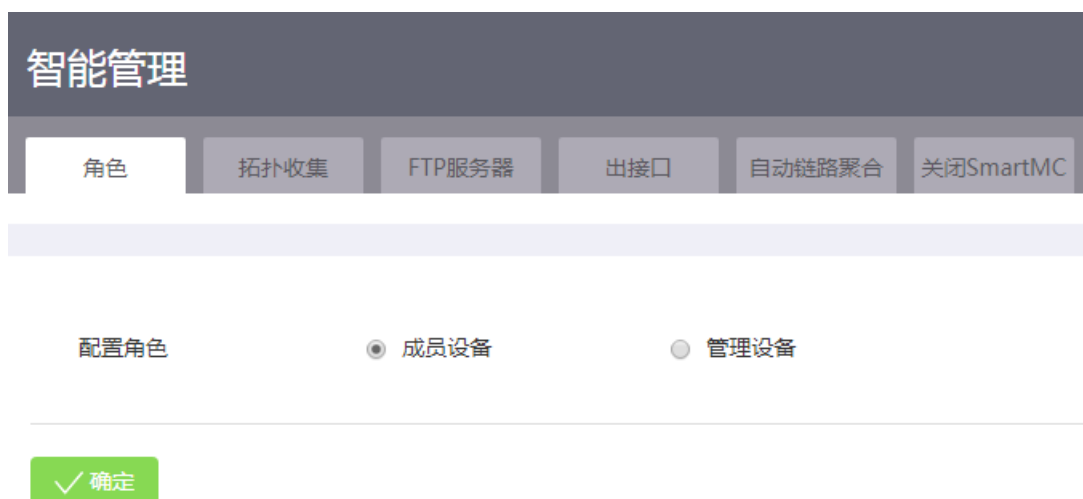 智能管理
角色 拓扑收集 FTP服务器 出接口 自动链路聚合 关闭SmartMC
配置角色 成员设备 管理设备
确定